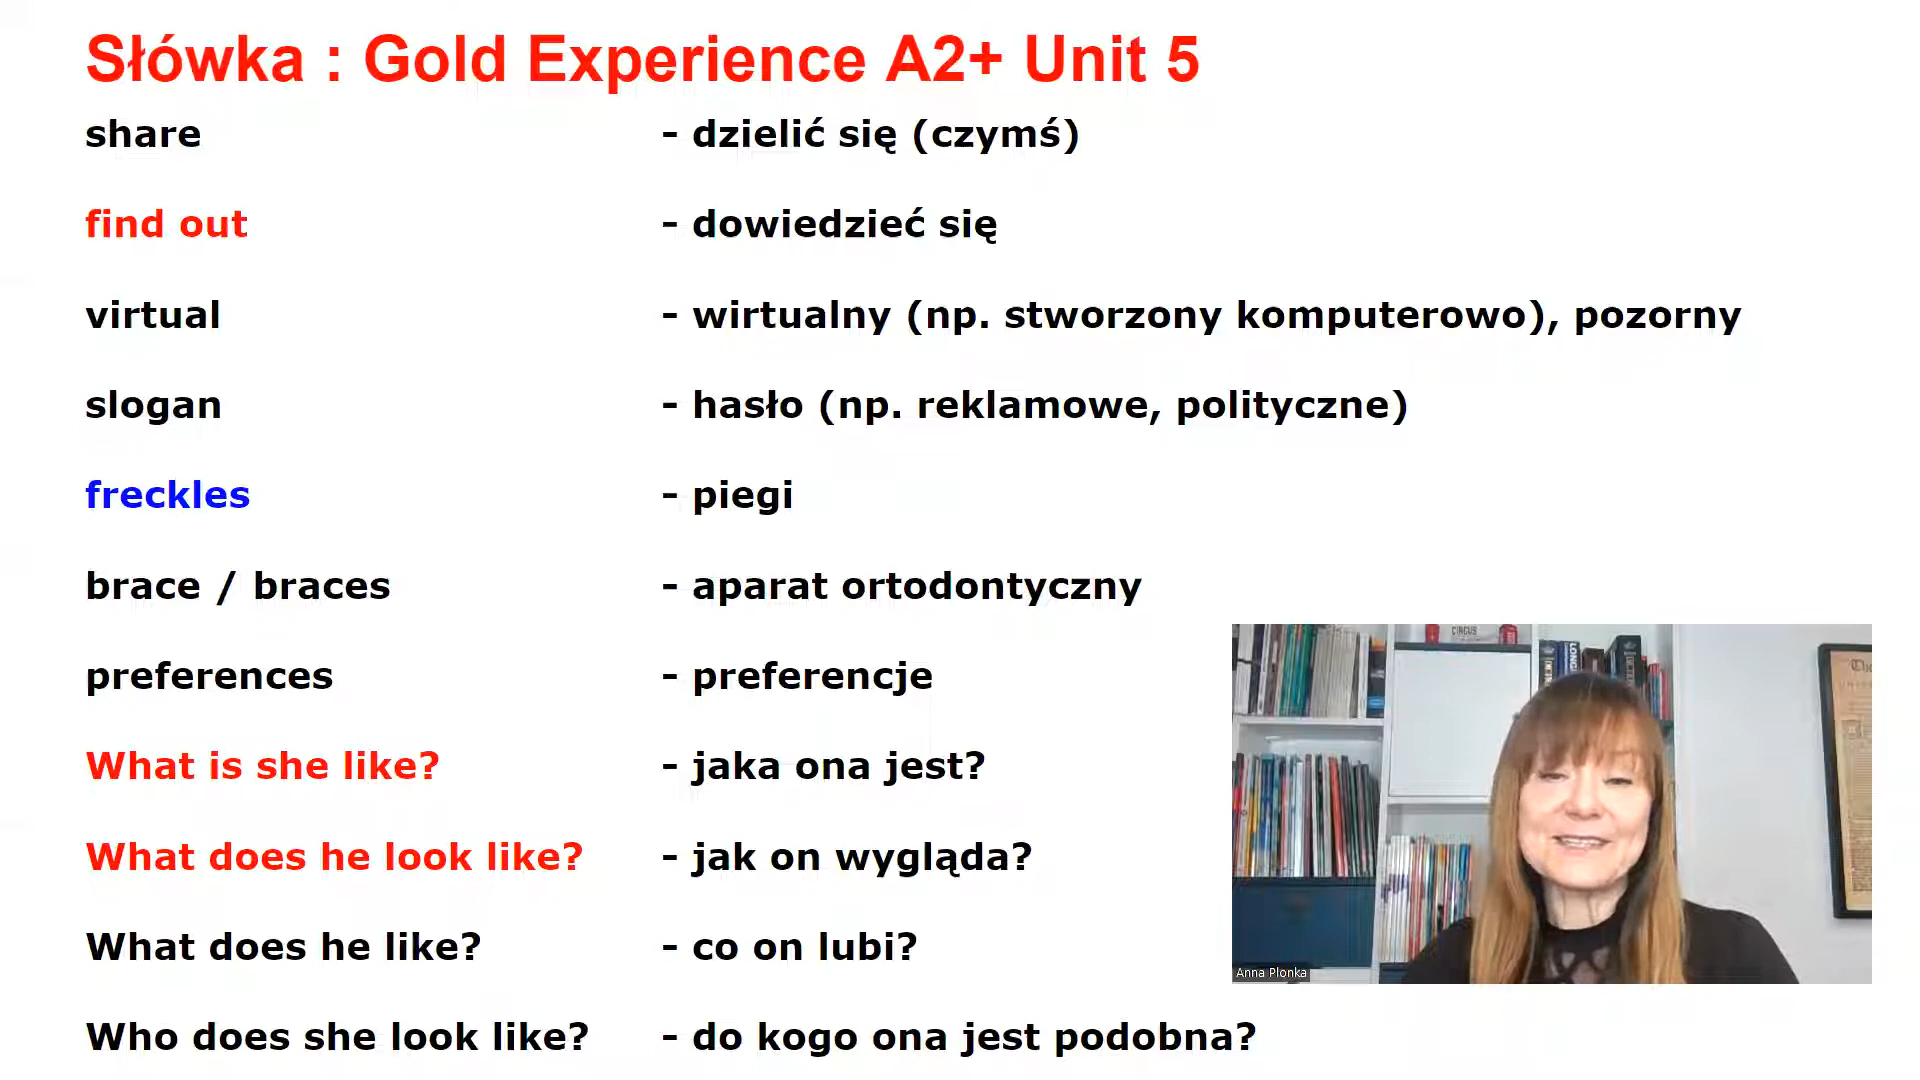 Słówka : Gold Experience A2+ Unit 5
share - dzielić się (czymś)
find out - dowiedzieć się
virtual - wirtualny (np. stworzony komputerowo), pozorny
slogan - hasło (np. reklamowe, polityczne)
freckles - piegi
brace / braces - aparat ortodontyczny
preferences - preferencje
What is she like? - jaka ona jest?
What does he look like? - jak on wygląda?
What does he like? - co on lubi?
Who does she look like? - do kogo ona jest podobna?
CIRCUS
Anna Plonka